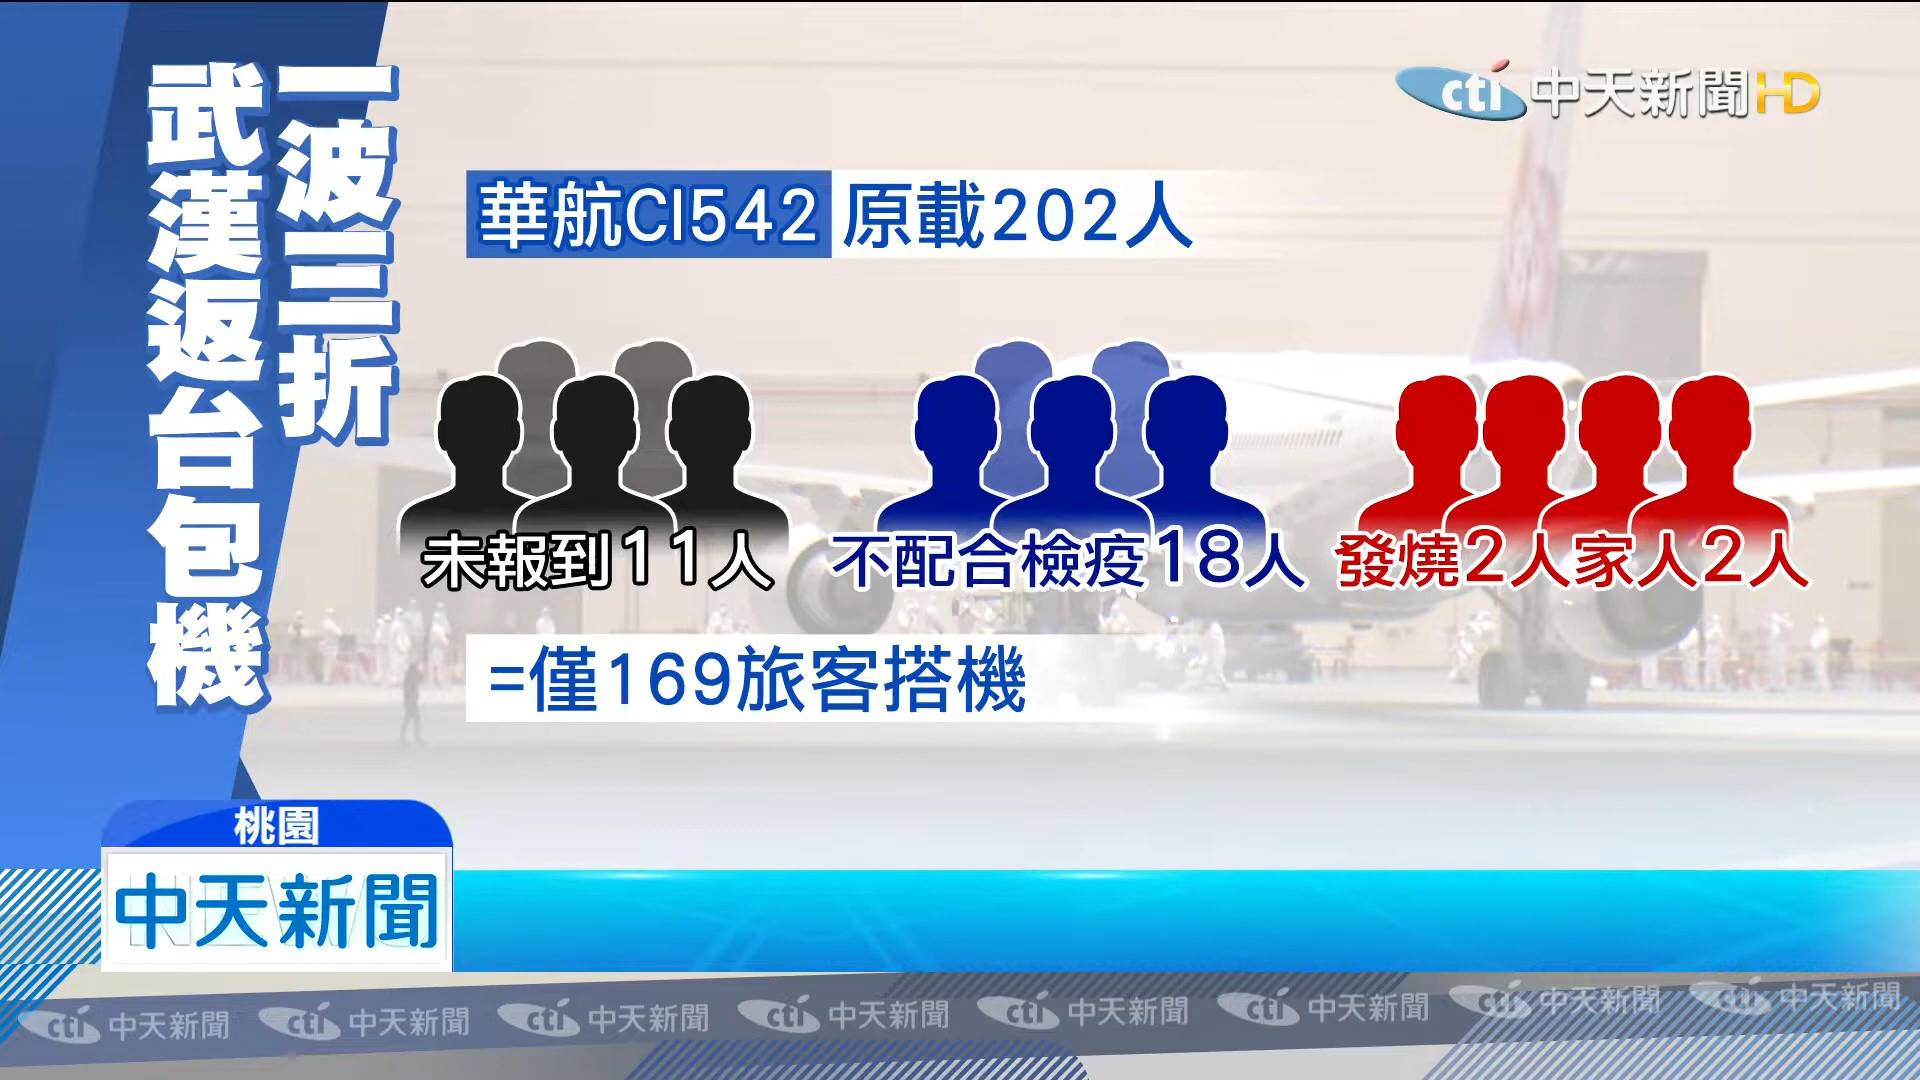 一波三折
武漢返台包機
cti 中天新聞HD
華航CI542 原載202人
未報到11人
不配合檢疫18人
發燒2人家人2人
=僅169旅客搭機
桃園
NEWS
中天新聞
cti 中天新聞 cti 中天新聞 cti 中天新聞 cti 中天新聞 cti 中天新聞 cti 中天新聞 cti 中天新聞 cti 中天新聞